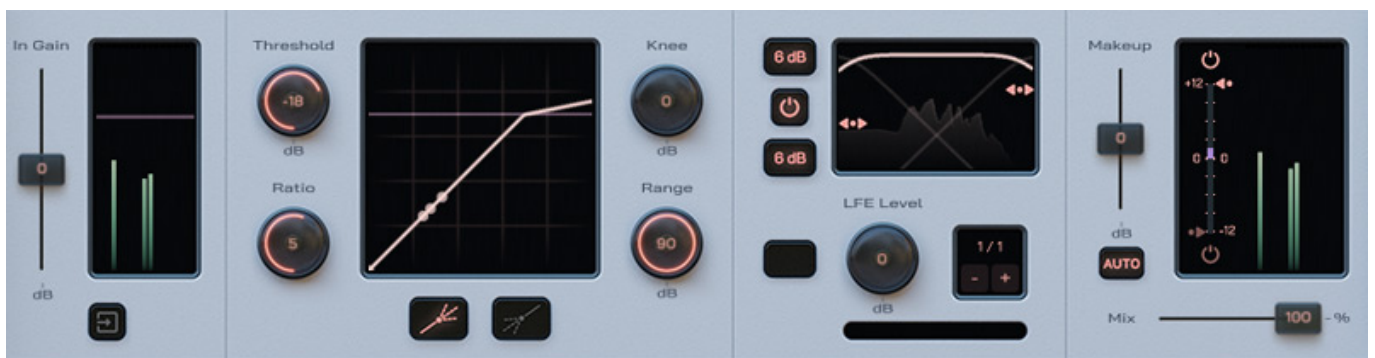 In Gain
0
dB
Threshold
-18
dB
Ratio
5
Knee
0
dB
Range
90
dB
6 dB
6 dB
LFE Level
0
dB
1/1
- +
Makeup
0
dB
AUTO
+12
0 0
-12
Mix 100 -%